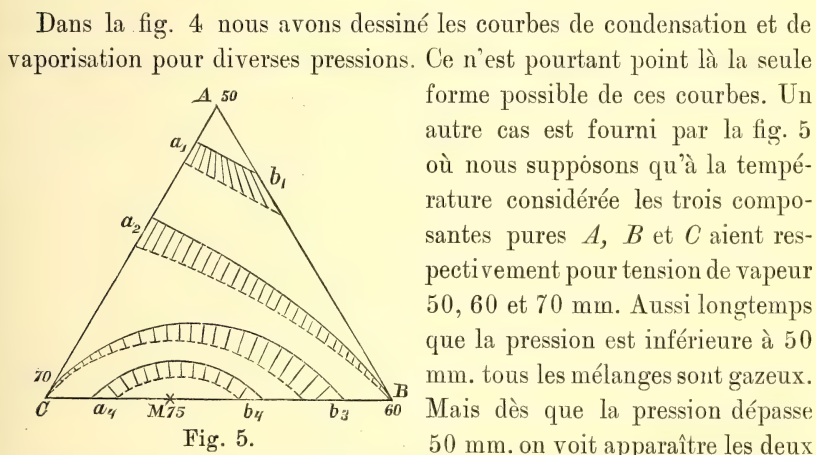 Dans la fig. 4 nous avons dessiné les courbes de condensation et de
vaporisation pour diverses pressions. Ce n'est pourtant point là la seule
forme possible de ces courbes. Un
autre cas est fourni par la fig. 5
où nous supposons qu'à la tempé-
rature considérée les trois compo-
santes pures A, B et C aient res-
pectivement pour tension de vapeur
50, 60 et 70 mm. Aussi longtemps
que la pression est inférieure à 50
mm. tous les mélanges sont gazeux.
Mais dès que la pression dépasse
50 mm. on voit apparaître les deux
A 50
a₁
b₁
a₂
70
C a₄ M.75 b₄ b₃ 60 B
Fig. 5.